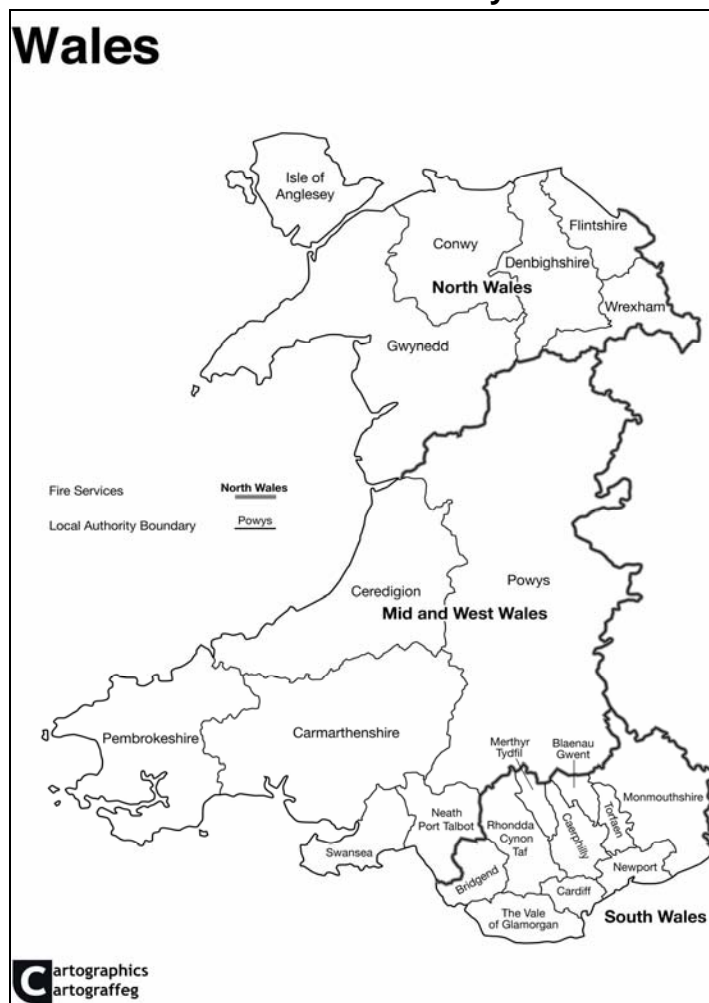 Wales
Isle of
Anglesey
Flintshire
Conwy
Denbighshire
North Wales
Wrexham
Gwynedd
Fire Services
North Wales
Local Authority Boundary
Powys
Powys
Ceredigion
Mid and West Wales
Pembrokeshire
Carmarthenshire
Merthyr
Tydfil
Blaenau
Gwent
Monmouthshire
Neath
Port Talbot
Rhondda
Cynon
Taf
Caerphilly
Torfaen
Swansea
Bridgend
Newport
Cardiff
The Vale
of Glamorgan
South Wales
Cartographics
Cartograffeg